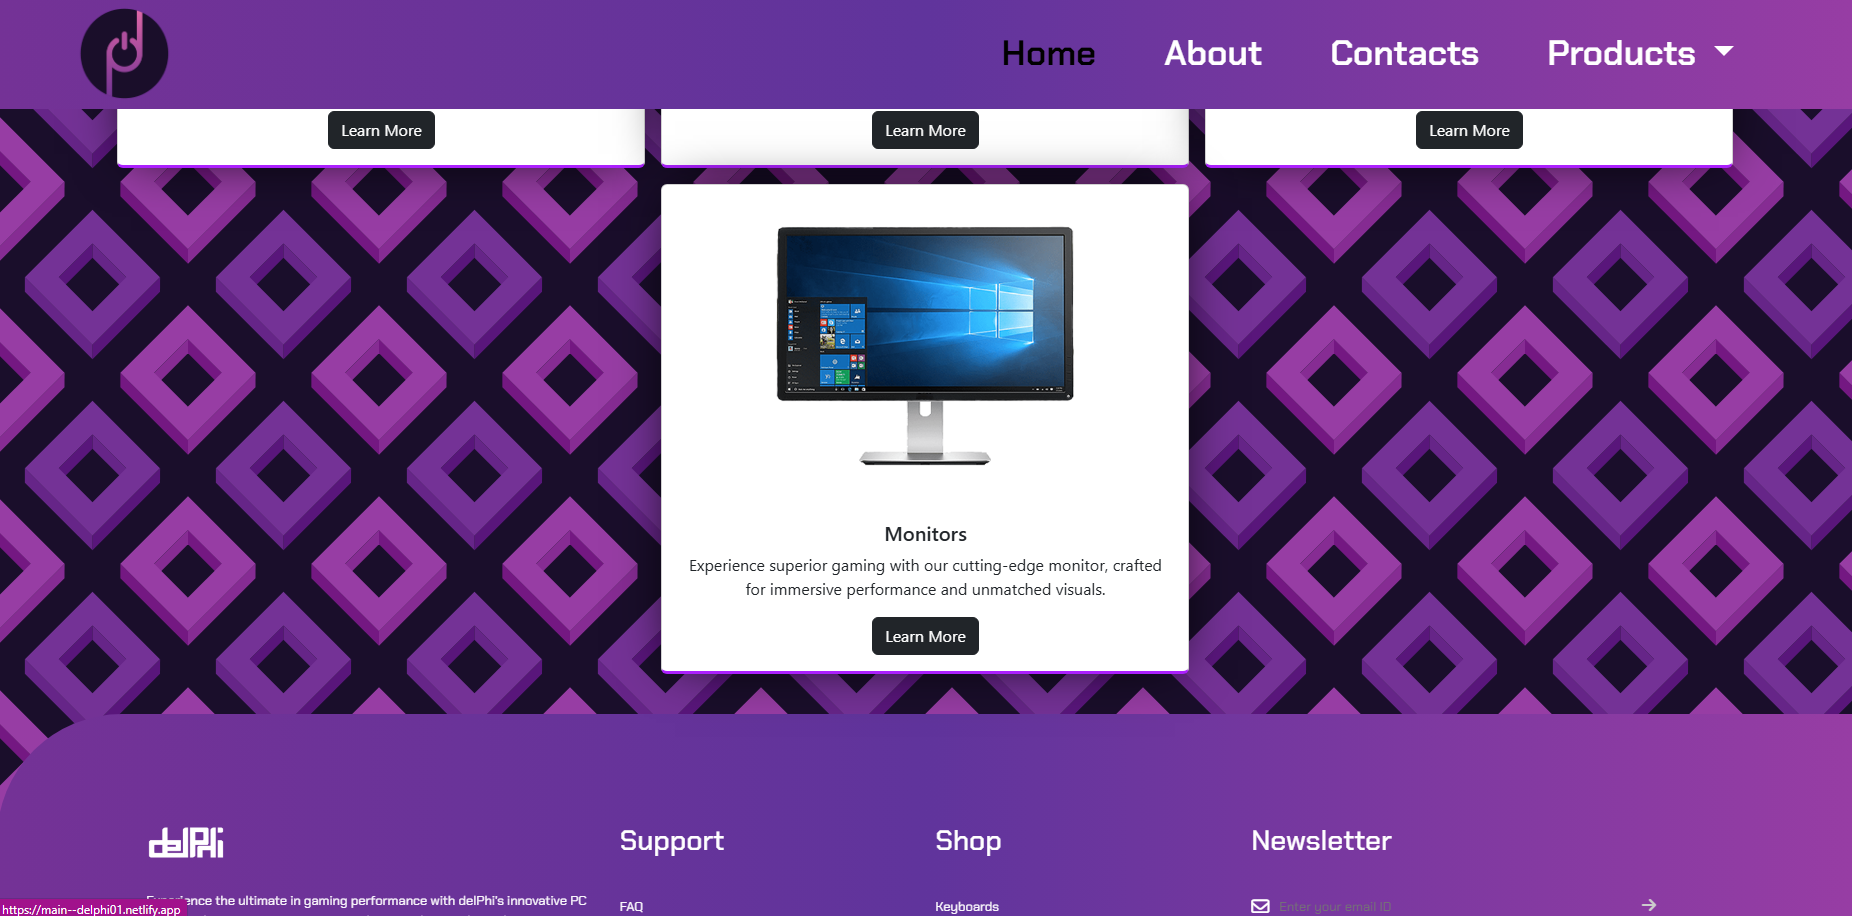 Home About Contacts Products
Learn More Learn More Learn More
Monitors
Experience superior gaming with our cutting-edge monitor, crafted
for immersive performance and unmatched visuals.
Learn More
delPhi
Support
Shop
Newsletter
Experience the ultimate in gaming performance with delPhi's innovative PC
FAQ
Keyboards
Enter your email ID
https://main--delphi01.netlify.app